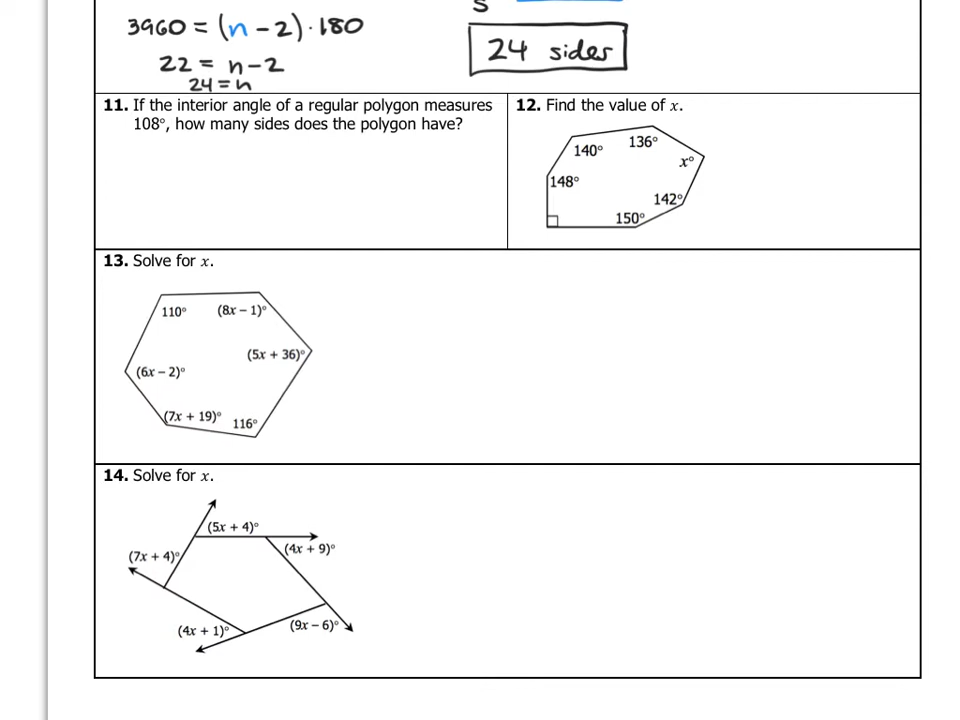 3960 = (n - 2) · 180
22 = n - 2
24 = n
s
24 sides
11. If the interior angle of a regular polygon measures
108°, how many sides does the polygon have?
12. Find the value of x.
140°
136°
x°
148°
142°
150°
13. Solve for x.
110°
(8x – 1)°
(5x + 36)°
(6x – 2)°
(7x + 19)°
116°
14. Solve for x.
(5x + 4)°
(4x + 9)°
(7x + 4)°
(4x + 1)°
(9x – 6)°